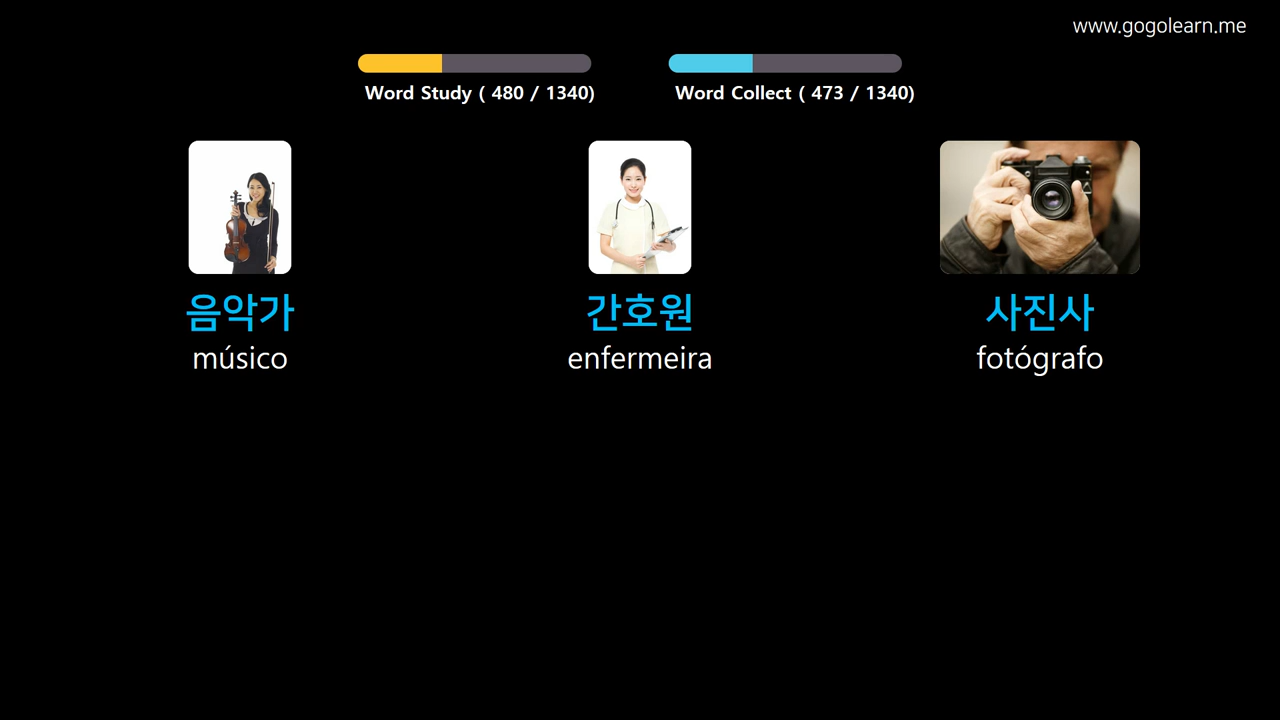 www.gogolearn.me
Word Study ( 480 / 1340)
Word Collect ( 473 / 1340)
음악가
músico
간호원
enfermeira
사진사
fotógrafo